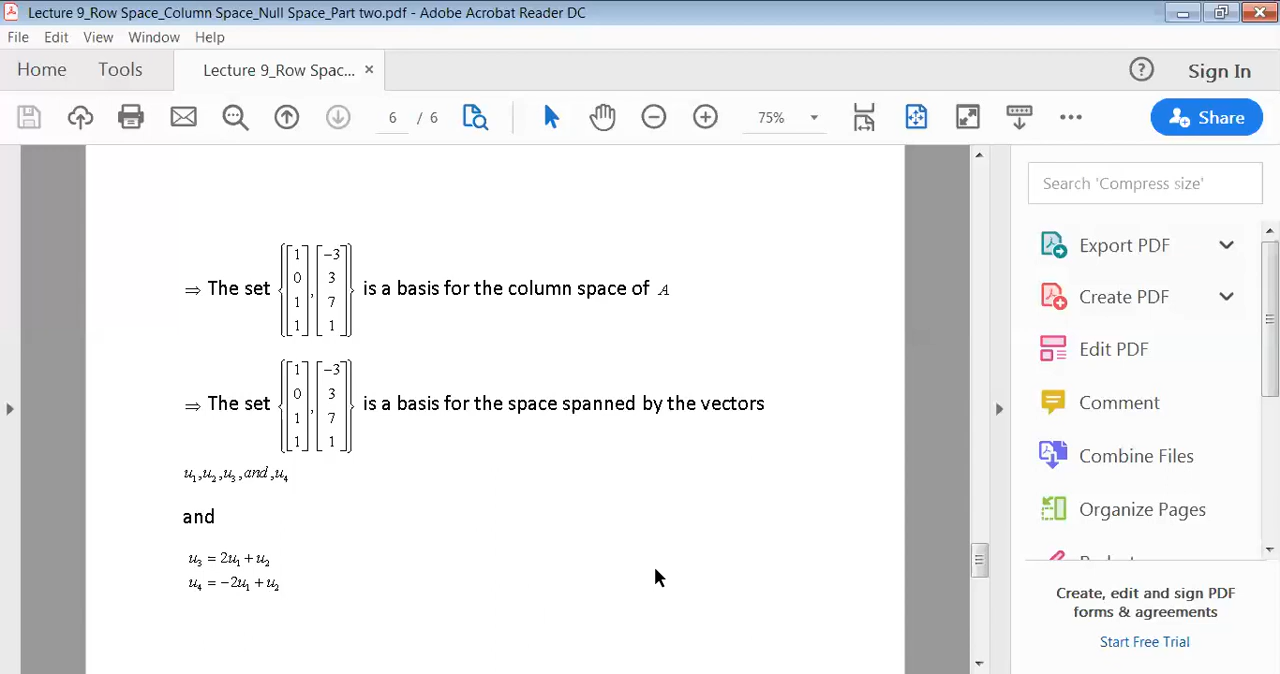 Lecture 9_Row Space_Column Space_Null Space_Part two.pdf - Adobe Acrobat Reader DC
File Edit View Window Help
Home Tools Lecture 9_Row Spac... ×
? Sign In
6 / 6 75% Share
Search 'Compress size'
Export PDF
Create PDF
Edit PDF
Comment
Combine Files
Organize Pages
Create, edit and sign PDF
forms & agreements
Start Free Trial
⇒ The set {[1 0 1 1], [−3 3 7 1]} is a basis for the column space of A
⇒ The set {[1 0 1 1], [−3 3 7 1]} is a basis for the space spanned by the vectors
u₁,u₂,u₃,and,u₄
and
u₃ = 2u₁ + u₂
u₄ = −2u₁ + u₂